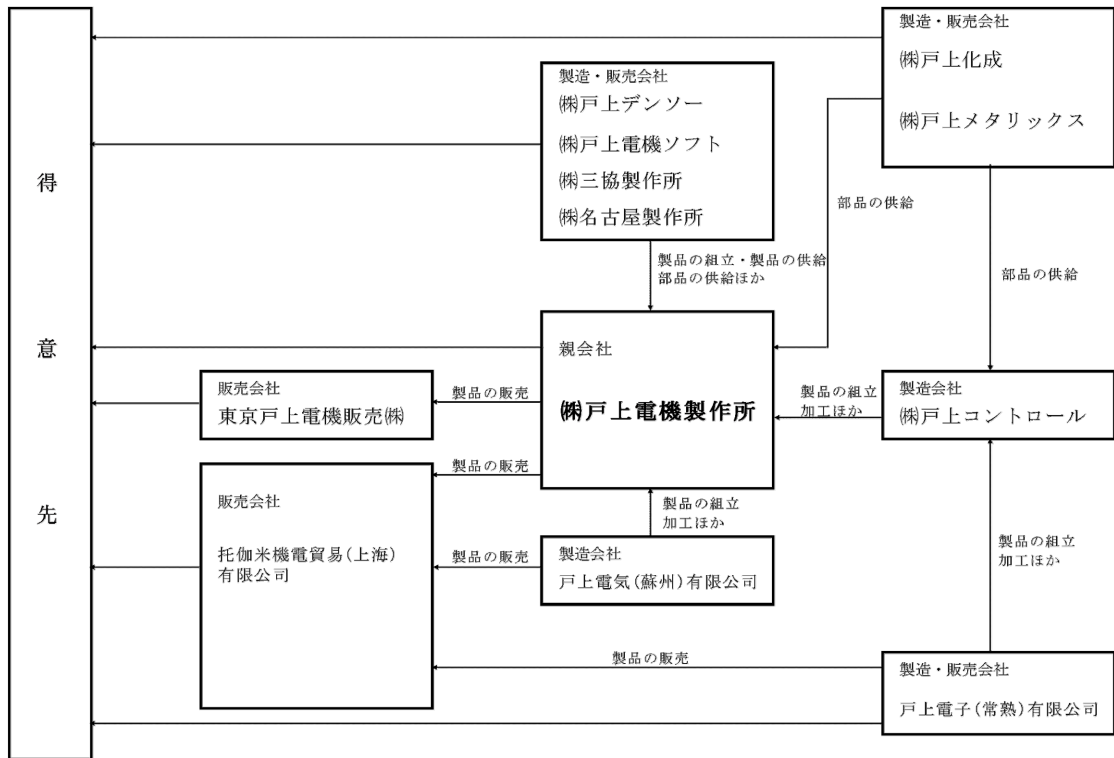 得
意
先
製造・販売会社
㈱戸上化成
㈱戸上メタリックス
製造・販売会社
㈱戸上デンソー
㈱戸上電機ソフト
㈱三協製作所
㈱名古屋製作所
部品の供給
製品の組立・製品の供給
部品の供給ほか
部品の供給
親会社
㈱戸上電機製作所
販売会社
東京戸上電機販売㈱
製品の販売
製品の組立
加工ほか
製造会社
㈱戸上コントロール
製品の販売
販売会社
托伽米機電貿易(上海)
有限公司
製品の組立
加工ほか
製品の販売
製造会社
戸上電気(蘇州)有限公司
製品の組立
加工ほか
製品の販売
製造・販売会社
戸上電子(常熟)有限公司